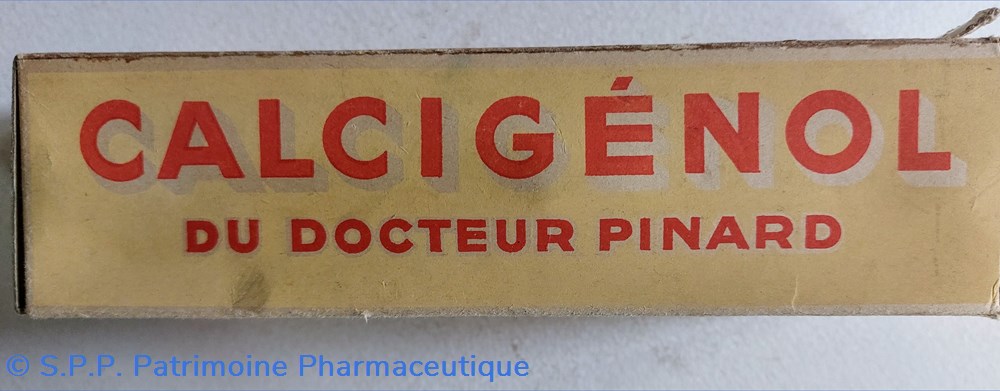 CALCIGÉNOL
DU DOCTEUR PINARD
© S.P.P. Patrimoine Pharmaceutique